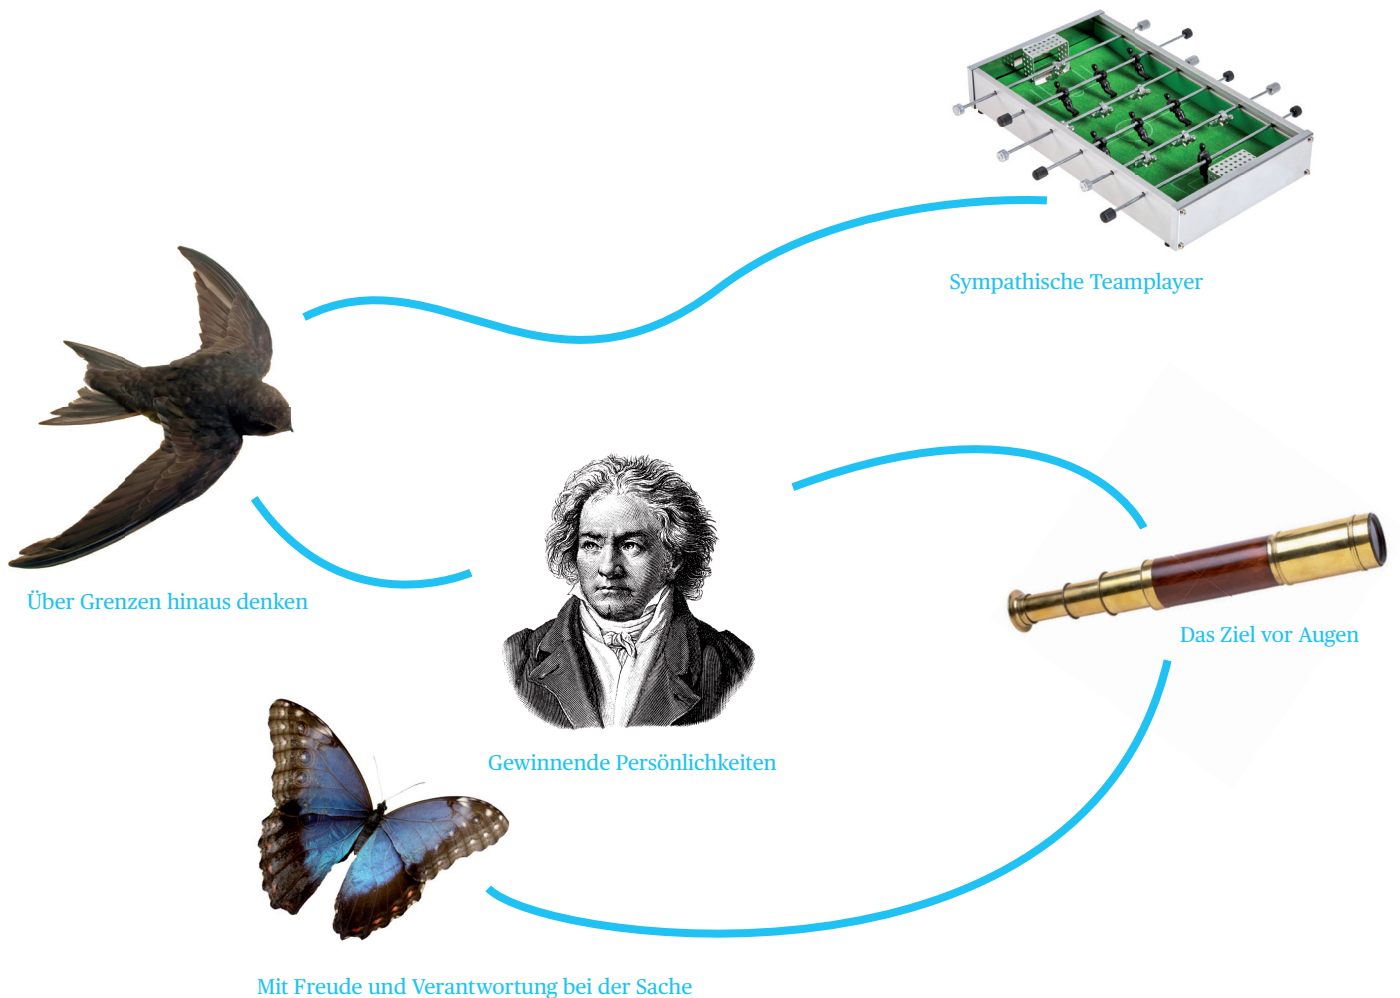 Sympathische Teamplayer
Über Grenzen hinaus denken
Das Ziel vor Augen
Gewinnende Persönlichkeiten
Mit Freude und Verantwortung bei der Sache